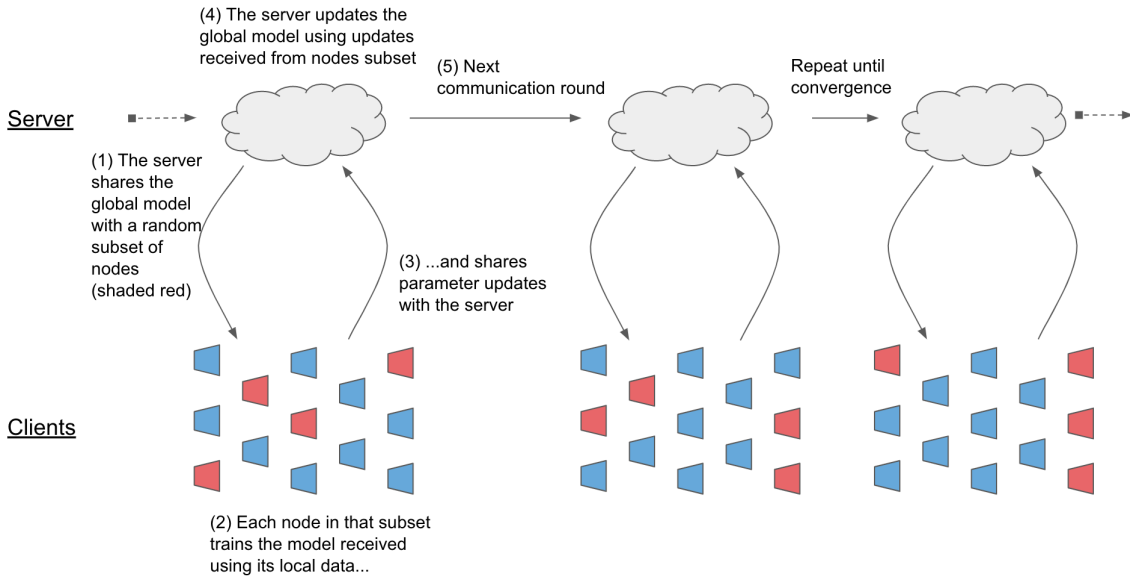 (4) The server updates the
global model using updates
received from nodes subset
(5) Next
communication round
Repeat until
convergence
Server
(1) The server
shares the
global model
with a random
subset of
nodes
(shaded red)
(3) ...and shares
parameter updates
with the server
Clients
(2) Each node in that subset
trains the model received
using its local data...